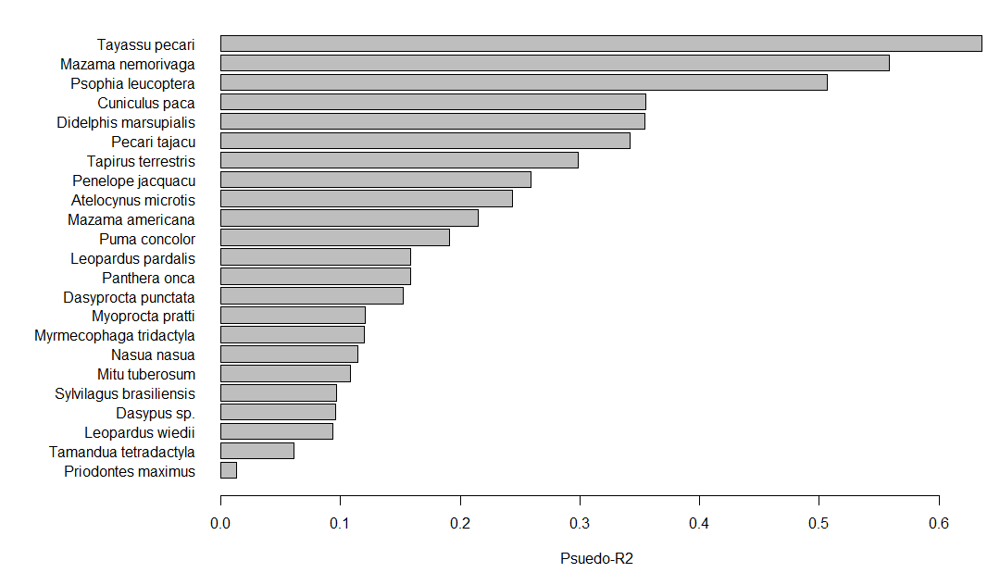 Tayassu pecari
Mazama nemorivaga
Psophia leucoptera
Cuniculus paca
Didelphis marsupialis
Pecari tajacu
Tapirus terrestris
Penelope jacquacu
Atelocynus microtis
Mazama americana
Puma concolor
Leopardus pardalis
Panthera onca
Dasyprocta punctata
Myoprocta pratti
Myrmecophaga tridactyla
Nasua nasua
Mitu tuberosum
Sylvilagus brasiliensis
Dasypus sp.
Leopardus wiedii
Tamandua tetradactyla
Priodontes maximus
0.0 0.1 0.2 0.3 0.4 0.5 0.6
Psuedo-R2